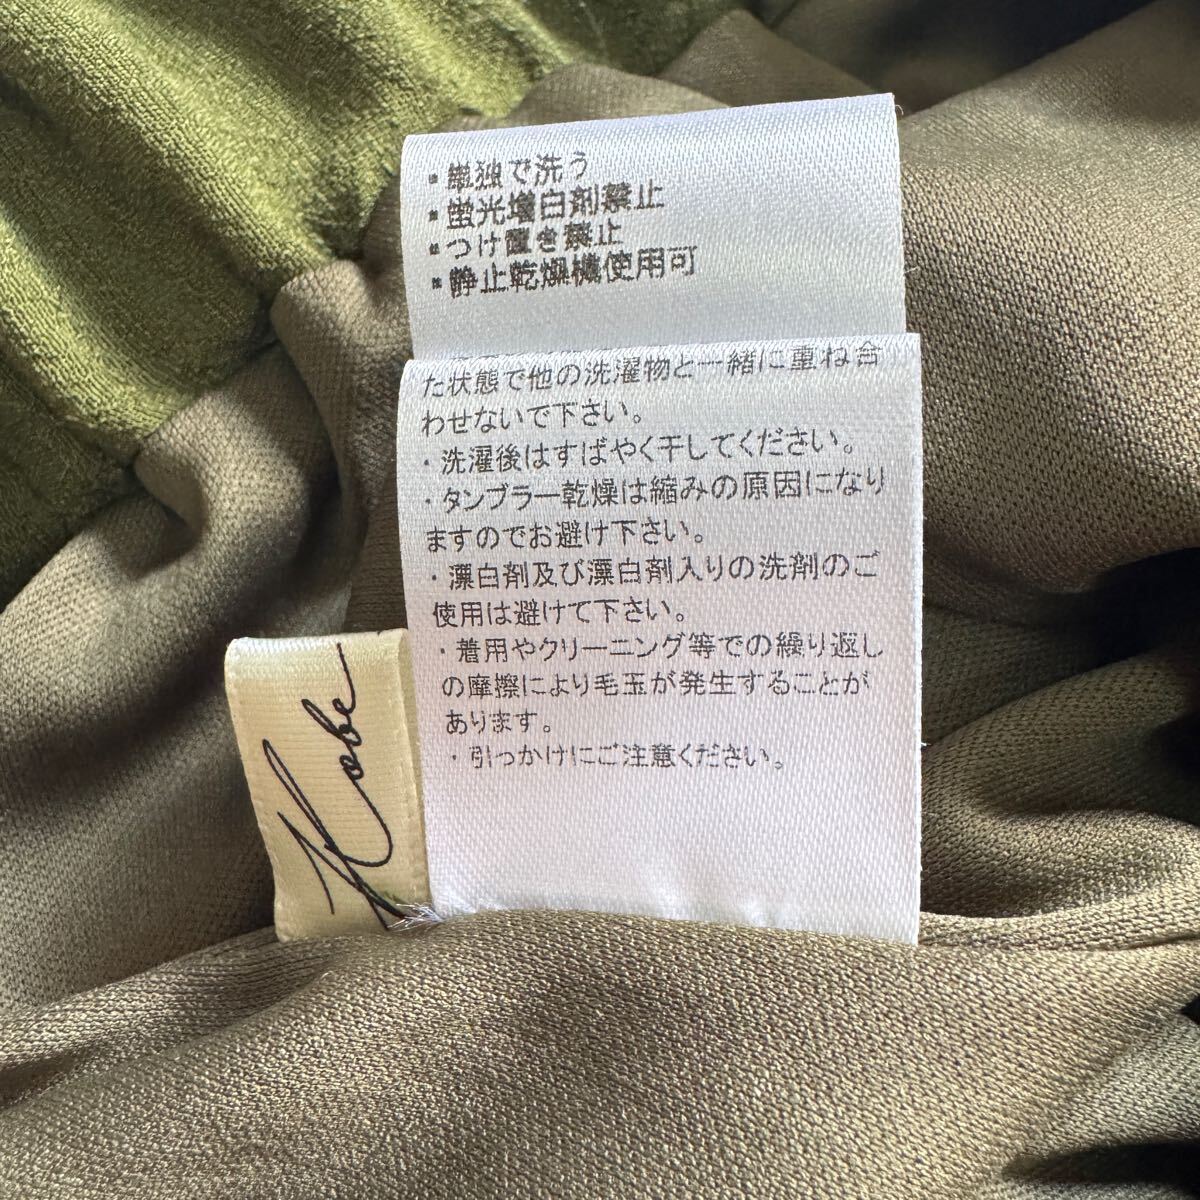 ・単独で洗う
・蛍光増白剤禁止
・つけ置き禁止
・静止乾燥機使用可
た状態で他の洗濯物と一緒に重ね合
わせないで下さい。
・洗濯後はすばやく干してください。
・タンブラー乾燥は縮みの原因になり
ますのでお避け下さい。
・漂白剤及び漂白剤入りの洗剤のご
使用は避けて下さい。
・着用やクリーニング等での繰り返し
の摩擦により毛玉が発生することが
あります。
・引っかけにご注意ください。
Kobe